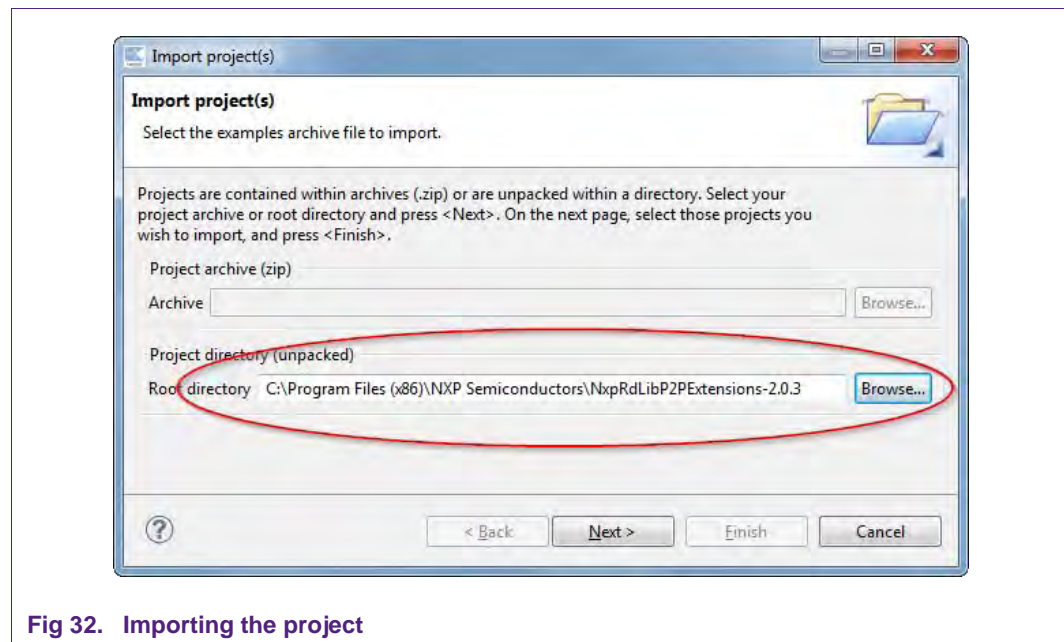 Import project(s)
Import project(s)
Select the examples archive file to import.
Projects are contained within archives (.zip) or are unpacked within a directory. Select your
project archive or root directory and press <Next>. On the next page, select those projects you
wish to import, and press <Finish>.
Project archive (zip)
Archive Browse...
Project directory (unpacked)
Root directory C:\Program Files (x86)\NXP Semiconductors\NxpRdLibP2PExtensions-2.0.3 Browse...
? < Back Next > Finish Cancel
Fig 32. Importing the project